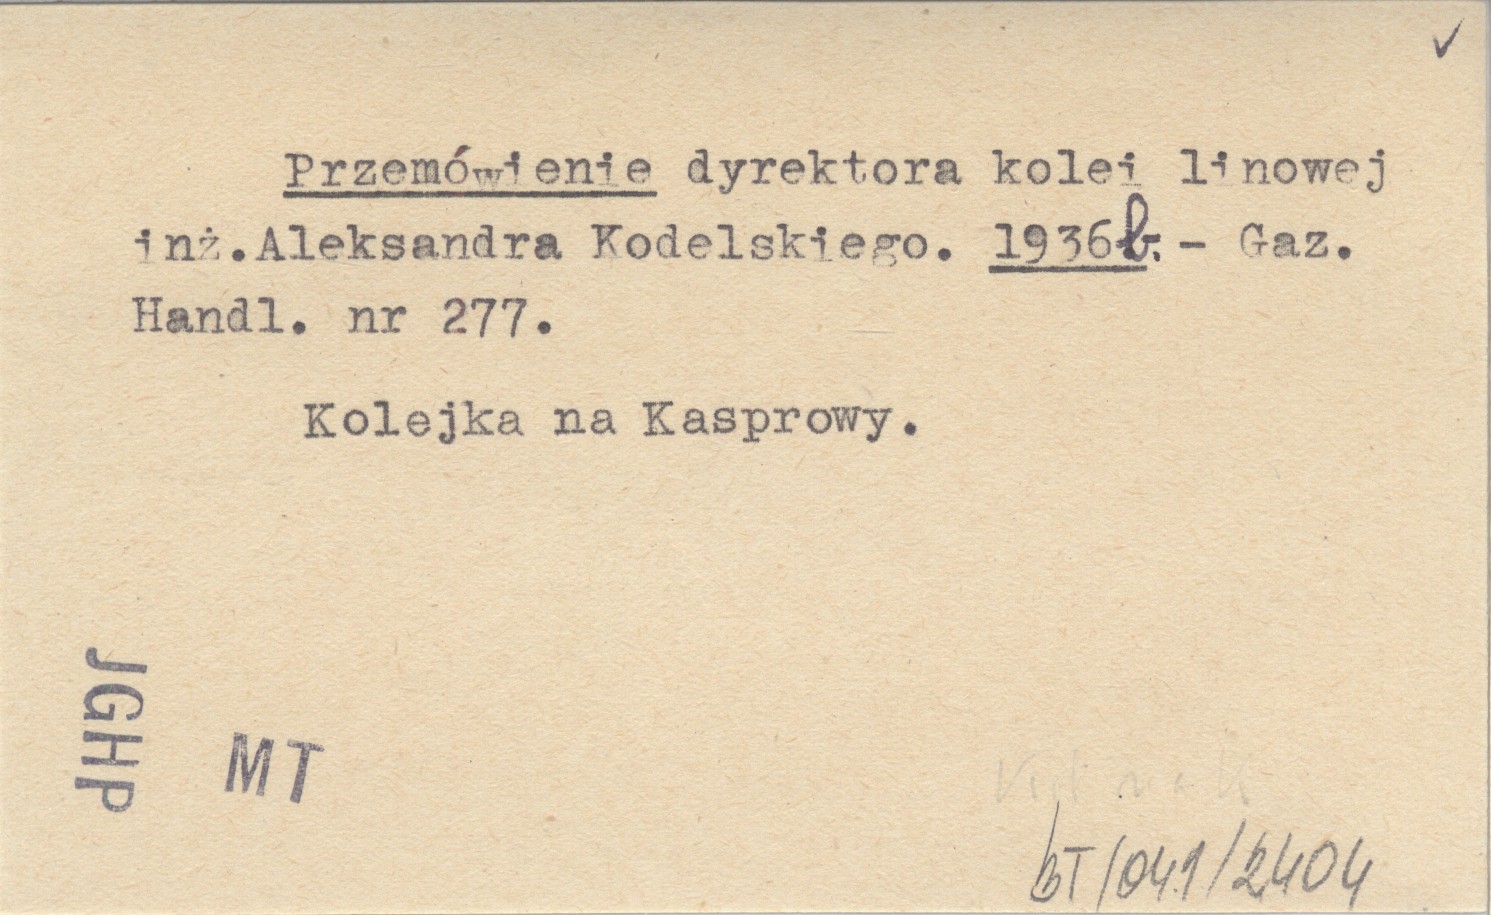 Przemówienie dyrektora kolei linowej
inż.Aleksandra Kodelskiego. 1936b. - Gaz.
Handl. nr 277.
Kolejka na Kasprowy.
JGHP
MT
bT/041/2404